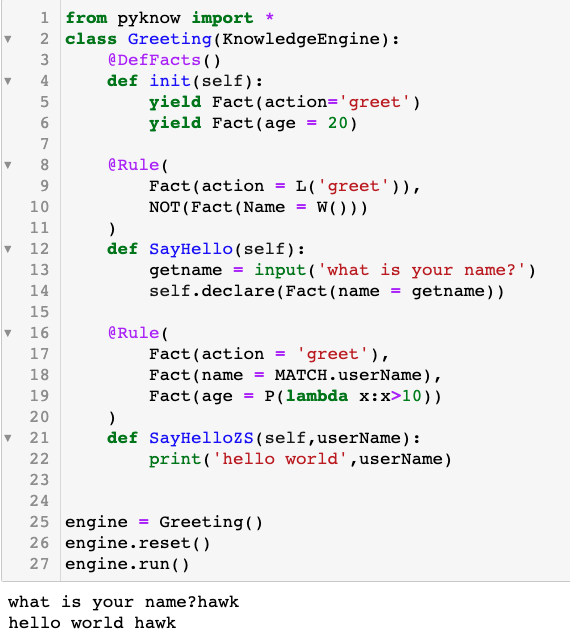 1 from pyknow import *
2 class Greeting(KnowledgeEngine):
3     @DefFacts()
4     def init(self):
5         yield Fact(action='greet')
6         yield Fact(age = 20)
7
8     @Rule(
9         Fact(action = L('greet')),
10         NOT(Fact(Name = W()))
11     )
12     def SayHello(self):
13         getname = input('what is your name?')
14         self.declare(Fact(name = getname))
15
16     @Rule(
17         Fact(action = 'greet'),
18         Fact(name = MATCH.userName),
19         Fact(age = P(lambda x:x>10))
20     )
21     def SayHelloZS(self,userName):
22         print('hello world',userName)
23
24
25 engine = Greeting()
26 engine.reset()
27 engine.run()
what is your name?hawk
hello world hawk